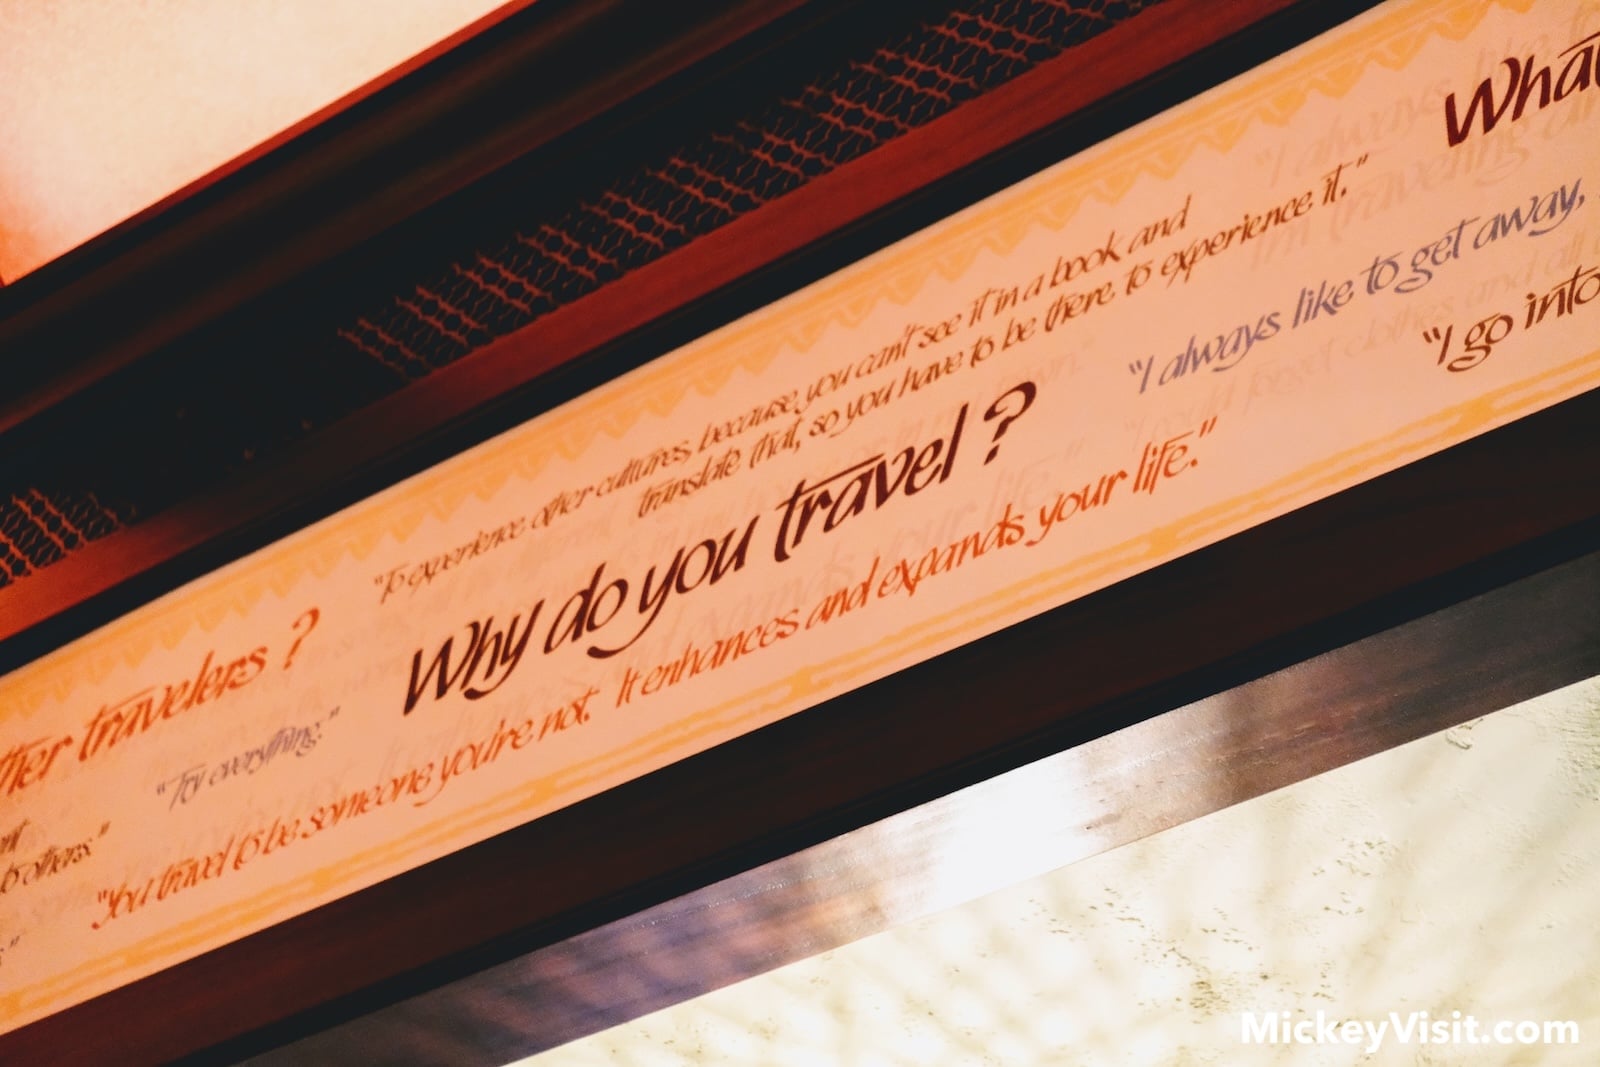 travelers ?
"Try everything."
others."
"To experience other cultures, because you can't see it in a book and
translate that, so you have to be there to experience it."
Why do you travel ?
"You travel to be someone you're not. It enhances and expands your life."
What
"I always like to get away,
"I go into
MickeyVisit.com